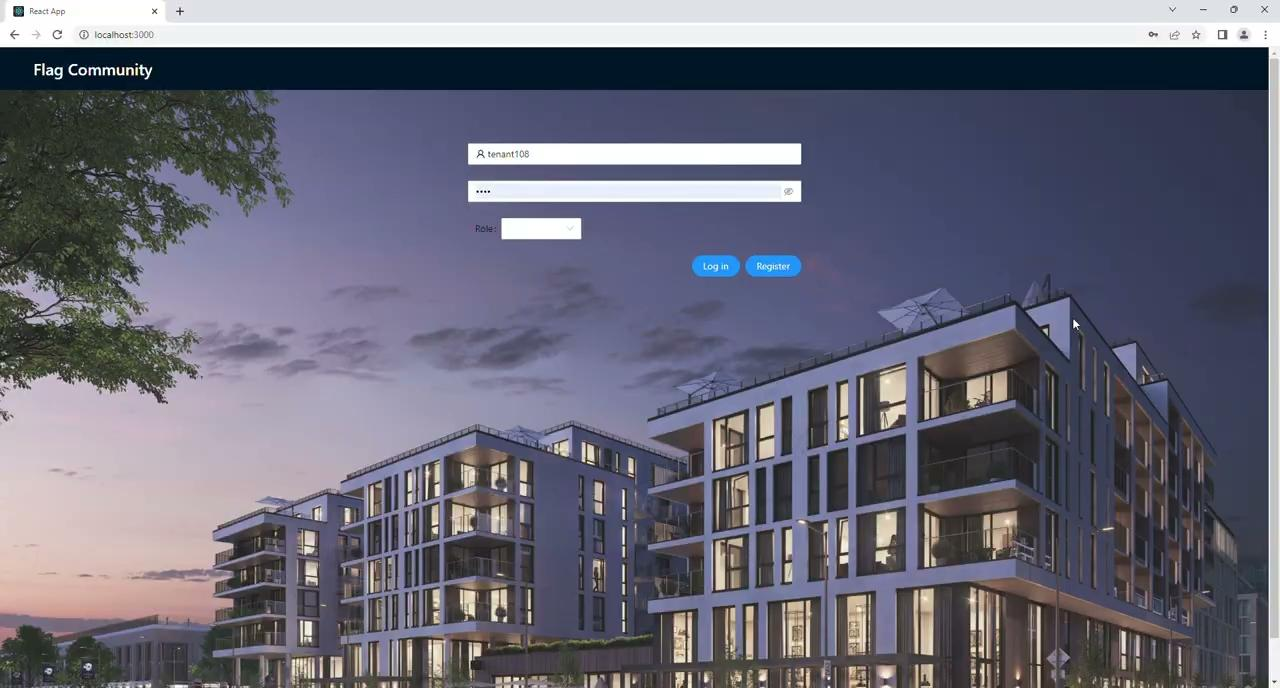 React App
localhost:3000
Flag Community
tenant108
••••
Role:
Log in
Register